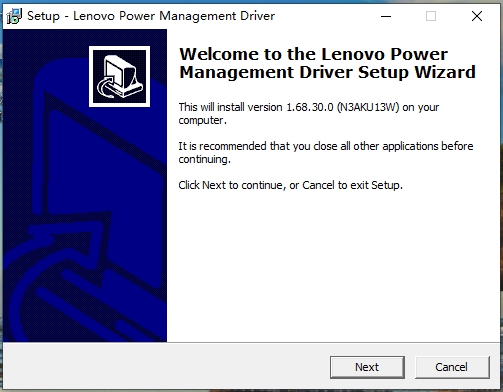 Setup - Lenovo Power Management Driver
Welcome to the Lenovo Power
Management Driver Setup Wizard
This will install version 1.68.30.0 (N3AKU13W) on your
computer.
It is recommended that you close all other applications before
continuing.
Click Next to continue, or Cancel to exit Setup.
Next
Cancel